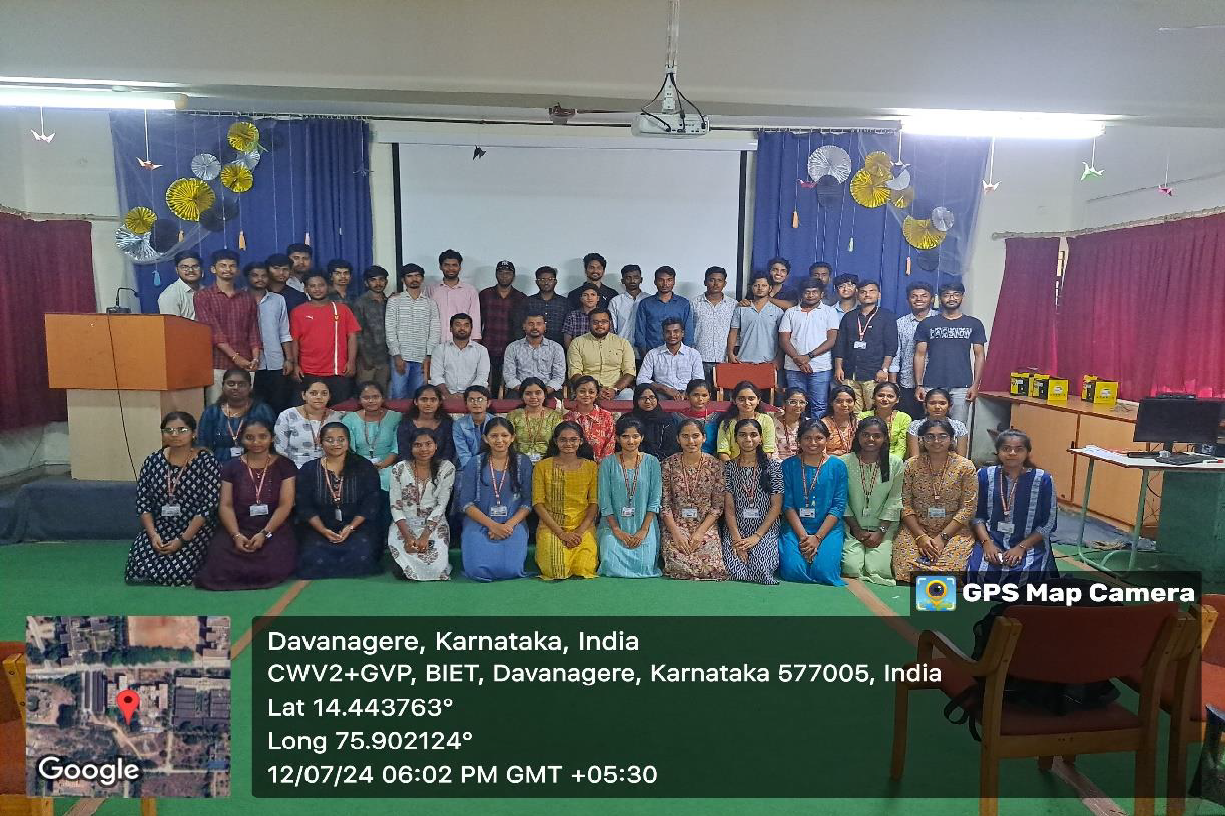 GPS Map Camera
Davanagere, Karnataka, India
CWV2+GVP, BIET, Davanagere, Karnataka 577005, India
Lat 14.443763°
Long 75.902124°
12/07/24 06:02 PM GMT +05:30
Google